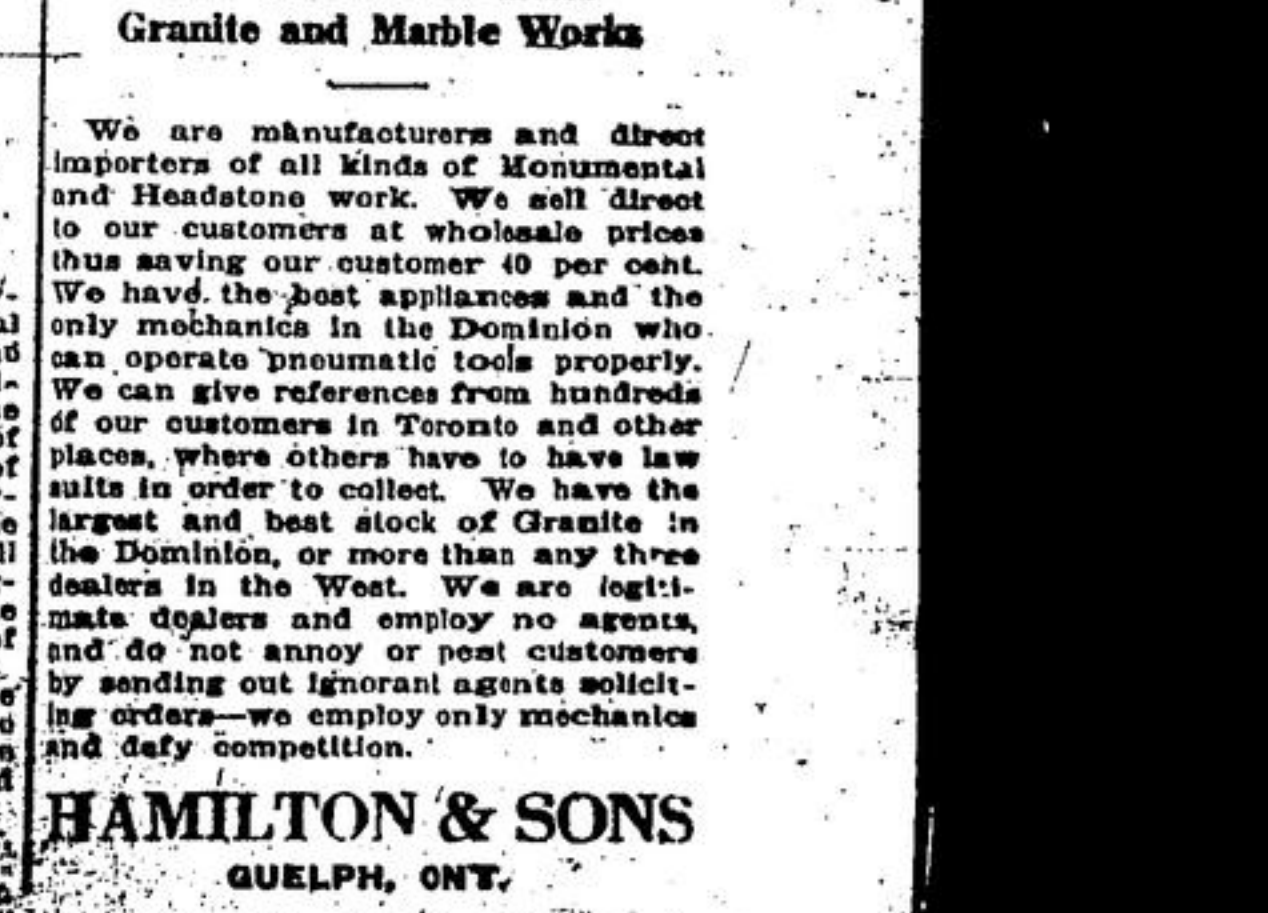 Granite and Marble Works
We are manufacturers and direct
importers of all kinds of Monumental
and Headstone work. We sell direct
to our customers at wholesale prices
thus saving our customer 40 per cent.
We have the best appliances and the
only mechanics in the Dominion who
can operate pneumatic tools properly.
We can give references from hundreds
of our customers in Toronto and other
places, where others have to have law
suits in order to collect. We have the
largest and best stock of Granite in
the Dominion, or more than any three
dealers in the West. We are legiti-
mate dealers and employ no agents,
and do not annoy or pest customers
by sending out ignorant agents solicit-
ing orders—we employ only mechanics
and defy competition.
HAMILTON & SONS
GUELPH, ONT.